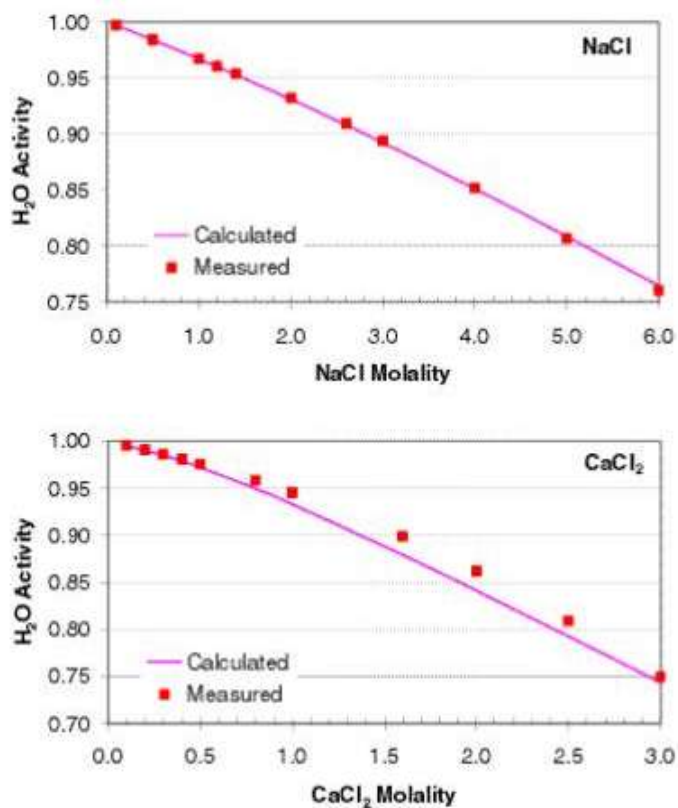 1.00
NaCl
0.95
0.90
H₂O Activity
0.85
Calculated
0.80
Measured
0.75
0.0 1.0 2.0 3.0 4.0 5.0 6.0
NaCl Molality
1.00
CaCl₂
0.95
0.90
H₂O Activity
0.85
0.80
Calculated
0.75
Measured
0.70
0.0 0.5 1.0 1.5 2.0 2.5 3.0
CaCl₂ Molality